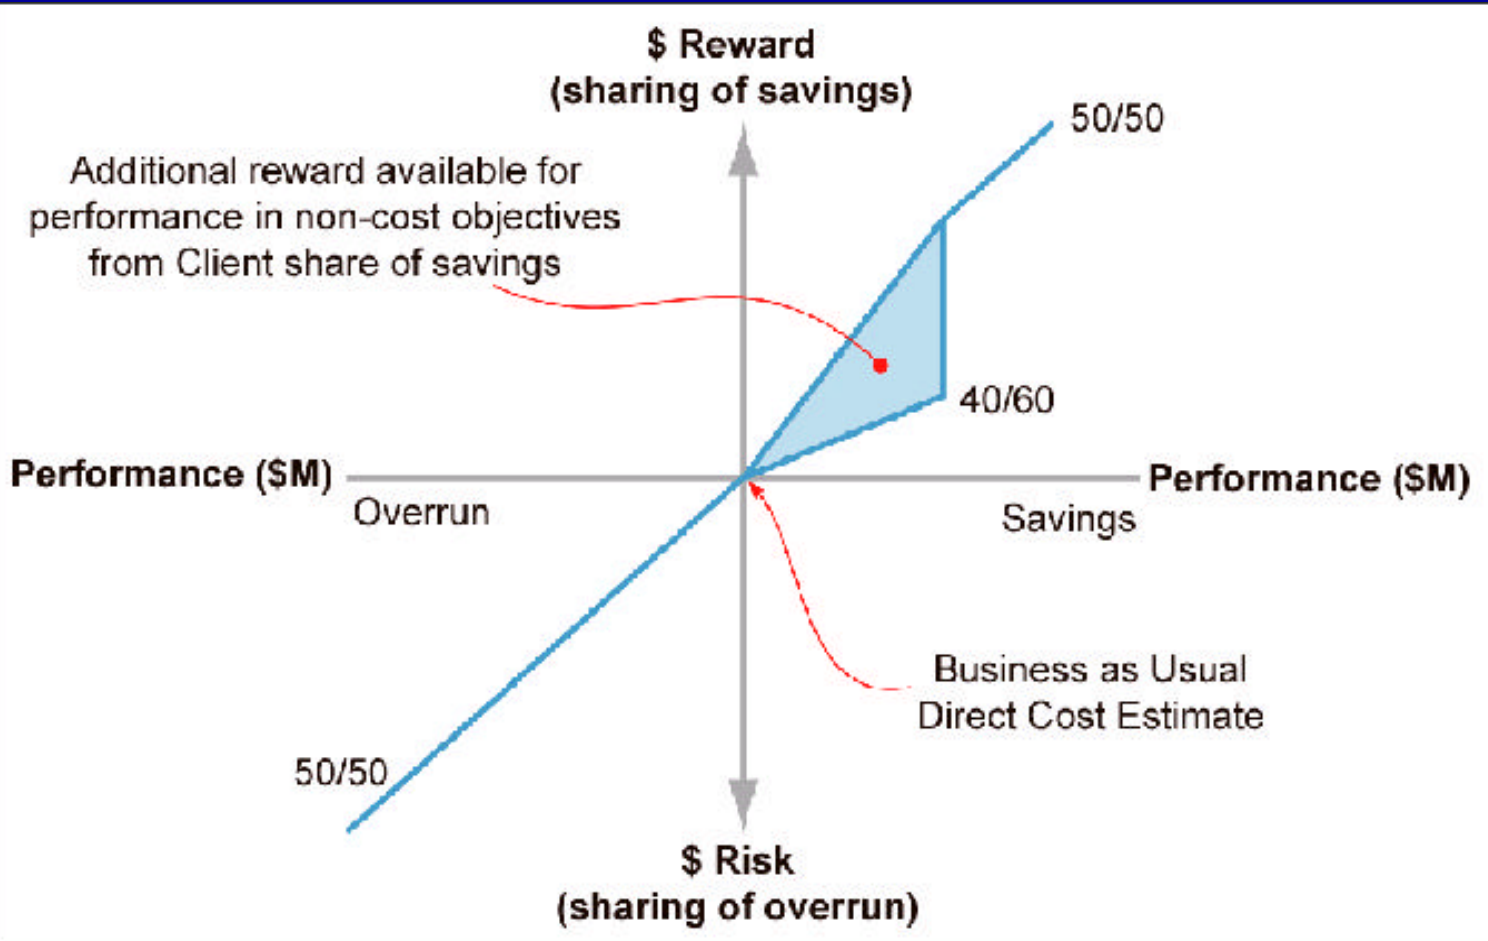 $ Reward
(sharing of savings)
50/50
Additional reward available for
performance in non-cost objectives
from Client share of savings
40/60
Performance ($M)
Performance ($M)
Overrun
Savings
Business as Usual
Direct Cost Estimate
50/50
$ Risk
(sharing of overrun)